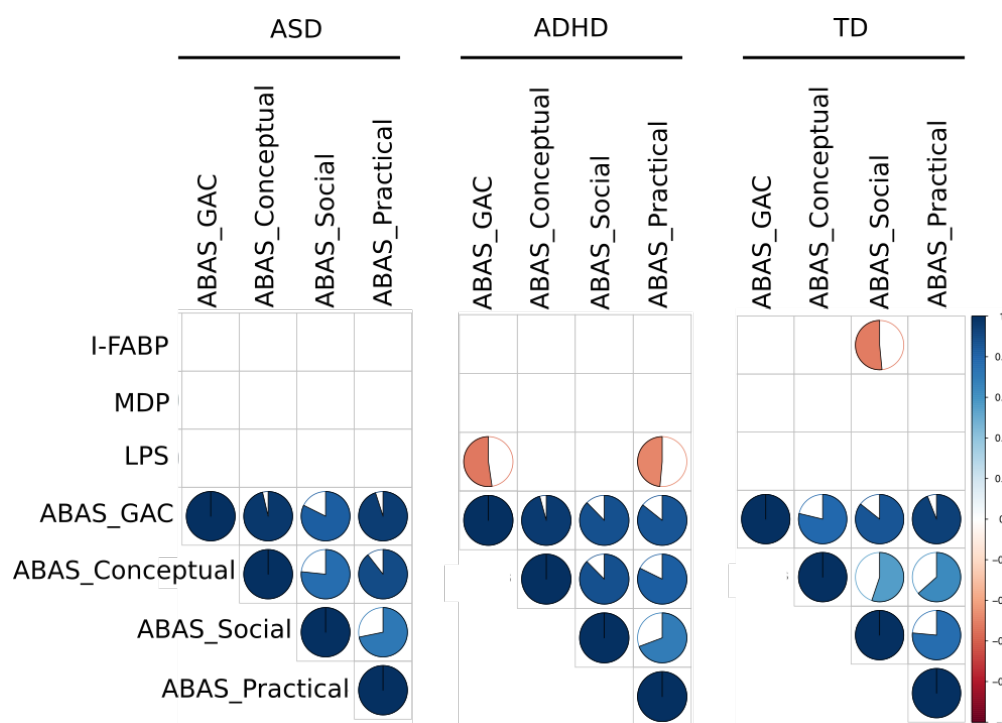 ASD ADHD TD
ABAS_GAC ABAS_Conceptual ABAS_Social ABAS_Practical ABAS_GAC ABAS_Conceptual ABAS_Social ABAS_Practical ABAS_GAC ABAS_Conceptual ABAS_Social ABAS_Practical
I-FABP
MDP
LPS
ABAS_GAC
ABAS_Conceptual
ABAS_Social
ABAS_Practical